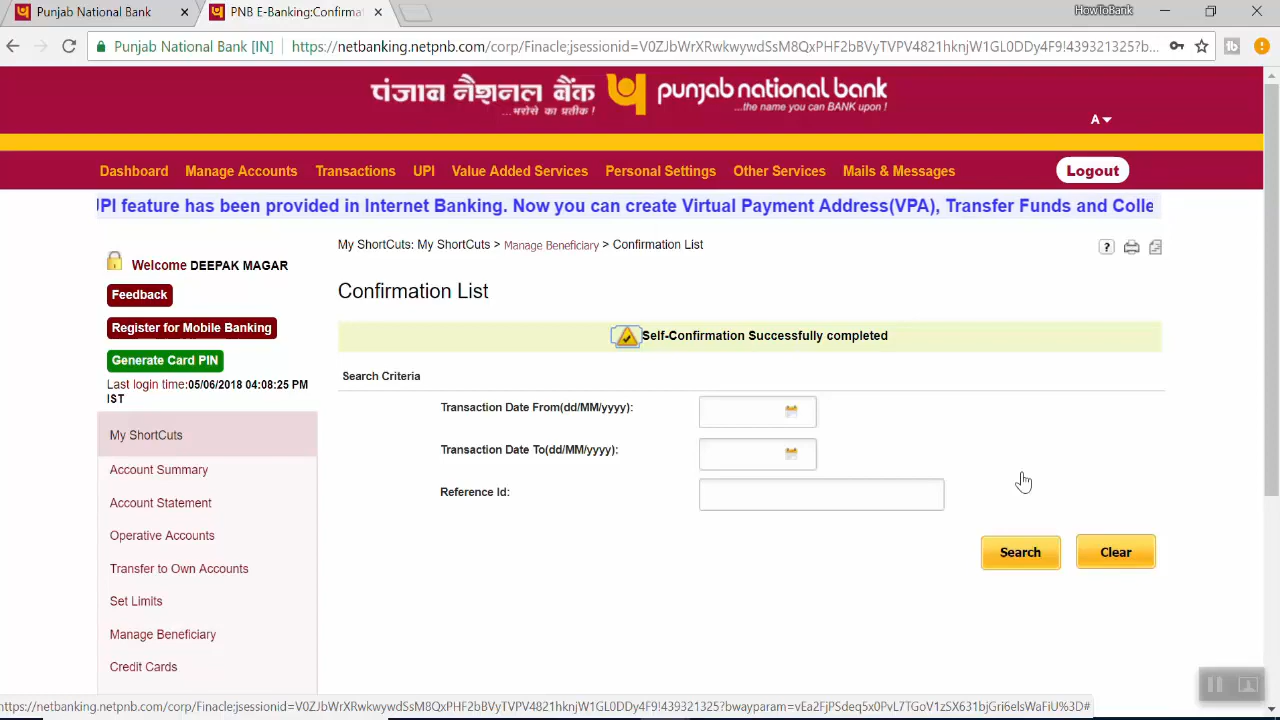 Punjab National Bank
PNB E-Banking:Confirmat
HowToBank
Punjab National Bank [IN]
https://netbanking.netpnb.com/corp/Finacle;jsessionid=V0ZJbWrXRwkwywdSsM8QxPHF2bBVyTVPV4821hknjW1GL0DDy4F9!439321325?b...
पंजाब नैशनल बैंक
...भरोसे का प्रतीक !
punjab national bank
...the name you can BANK upon !
A
Dashboard Manage Accounts Transactions UPI Value Added Services Personal Settings Other Services Mails & Messages
Logout
UPI feature has been provided in Internet Banking. Now you can create Virtual Payment Address(VPA), Transfer Funds and Colle
My ShortCuts: My ShortCuts > Manage Beneficiary > Confirmation List
?
Welcome DEEPAK MAGAR
Feedback
Register for Mobile Banking
Generate Card PIN
Last login time:05/06/2018 04:08:25 PM
IST
My ShortCuts
Account Summary
Account Statement
Operative Accounts
Transfer to Own Accounts
Set Limits
Manage Beneficiary
Credit Cards
Confirmation List
Self-Confirmation Successfully completed
Search Criteria
Transaction Date From(dd/MM/yyyy):
Transaction Date To(dd/MM/yyyy):
Reference Id:
Search
Clear
https://netbanking.netpnb.com/corp/Finacle;jsessionid=V0ZJbWrXRwkwywdSsM8QxPHF2bBVyTVPV4821hknjW1GL0DDy4F9!439321325?bwayparam=vEa2FjPSdeq5x0PvL7TGoV1zSX631bjGri6elsWaFiU%3D#